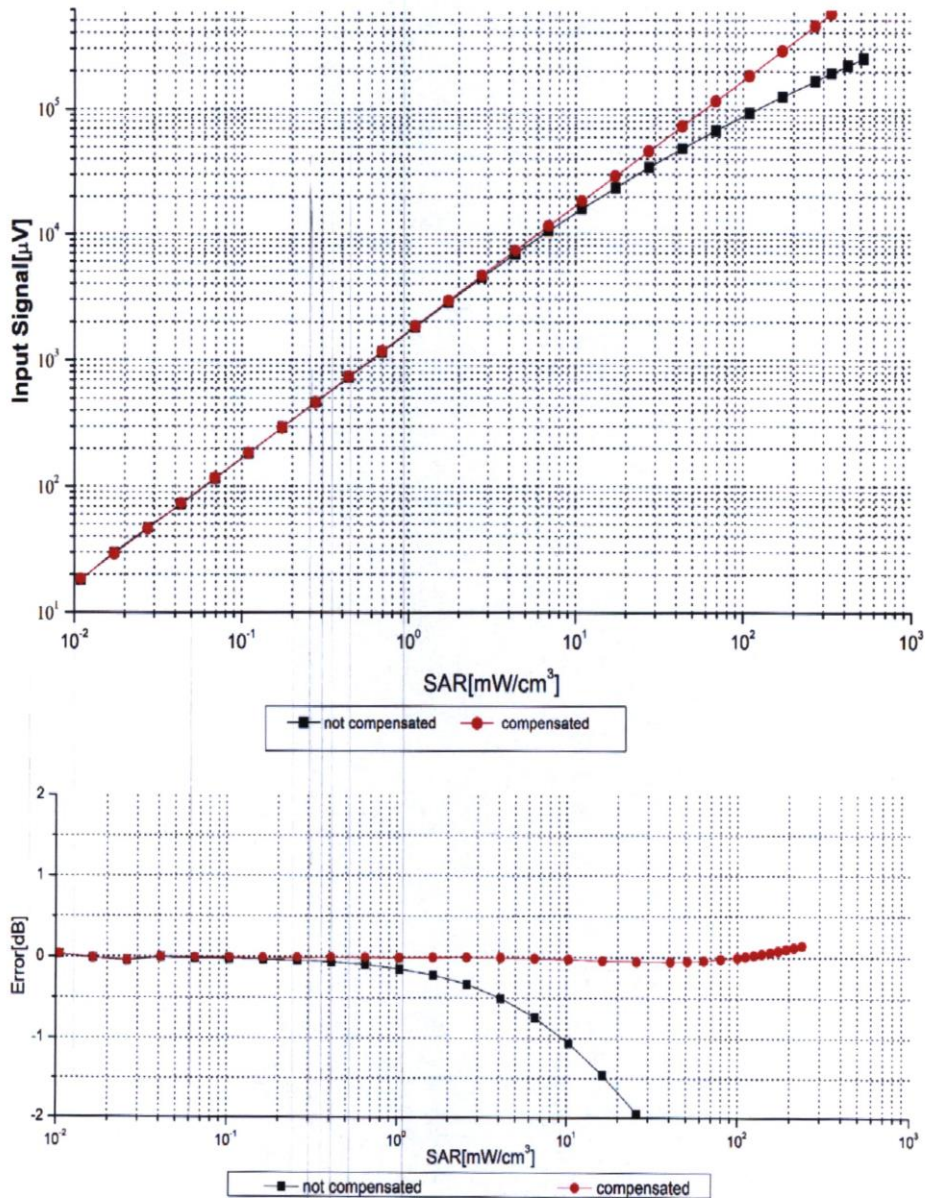 10⁵
10⁴
10³
10²
10¹
Input Signal[µV]
10⁻² 10⁻¹ 10⁰ 10¹ 10² 10³
SAR[mW/cm³]
not compensated compensated
2
1
0
-1
-2
Error[dB]
10⁻² 10⁻¹ 10⁰ 10¹ 10² 10³
SAR[mW/cm³]
not compensated compensated